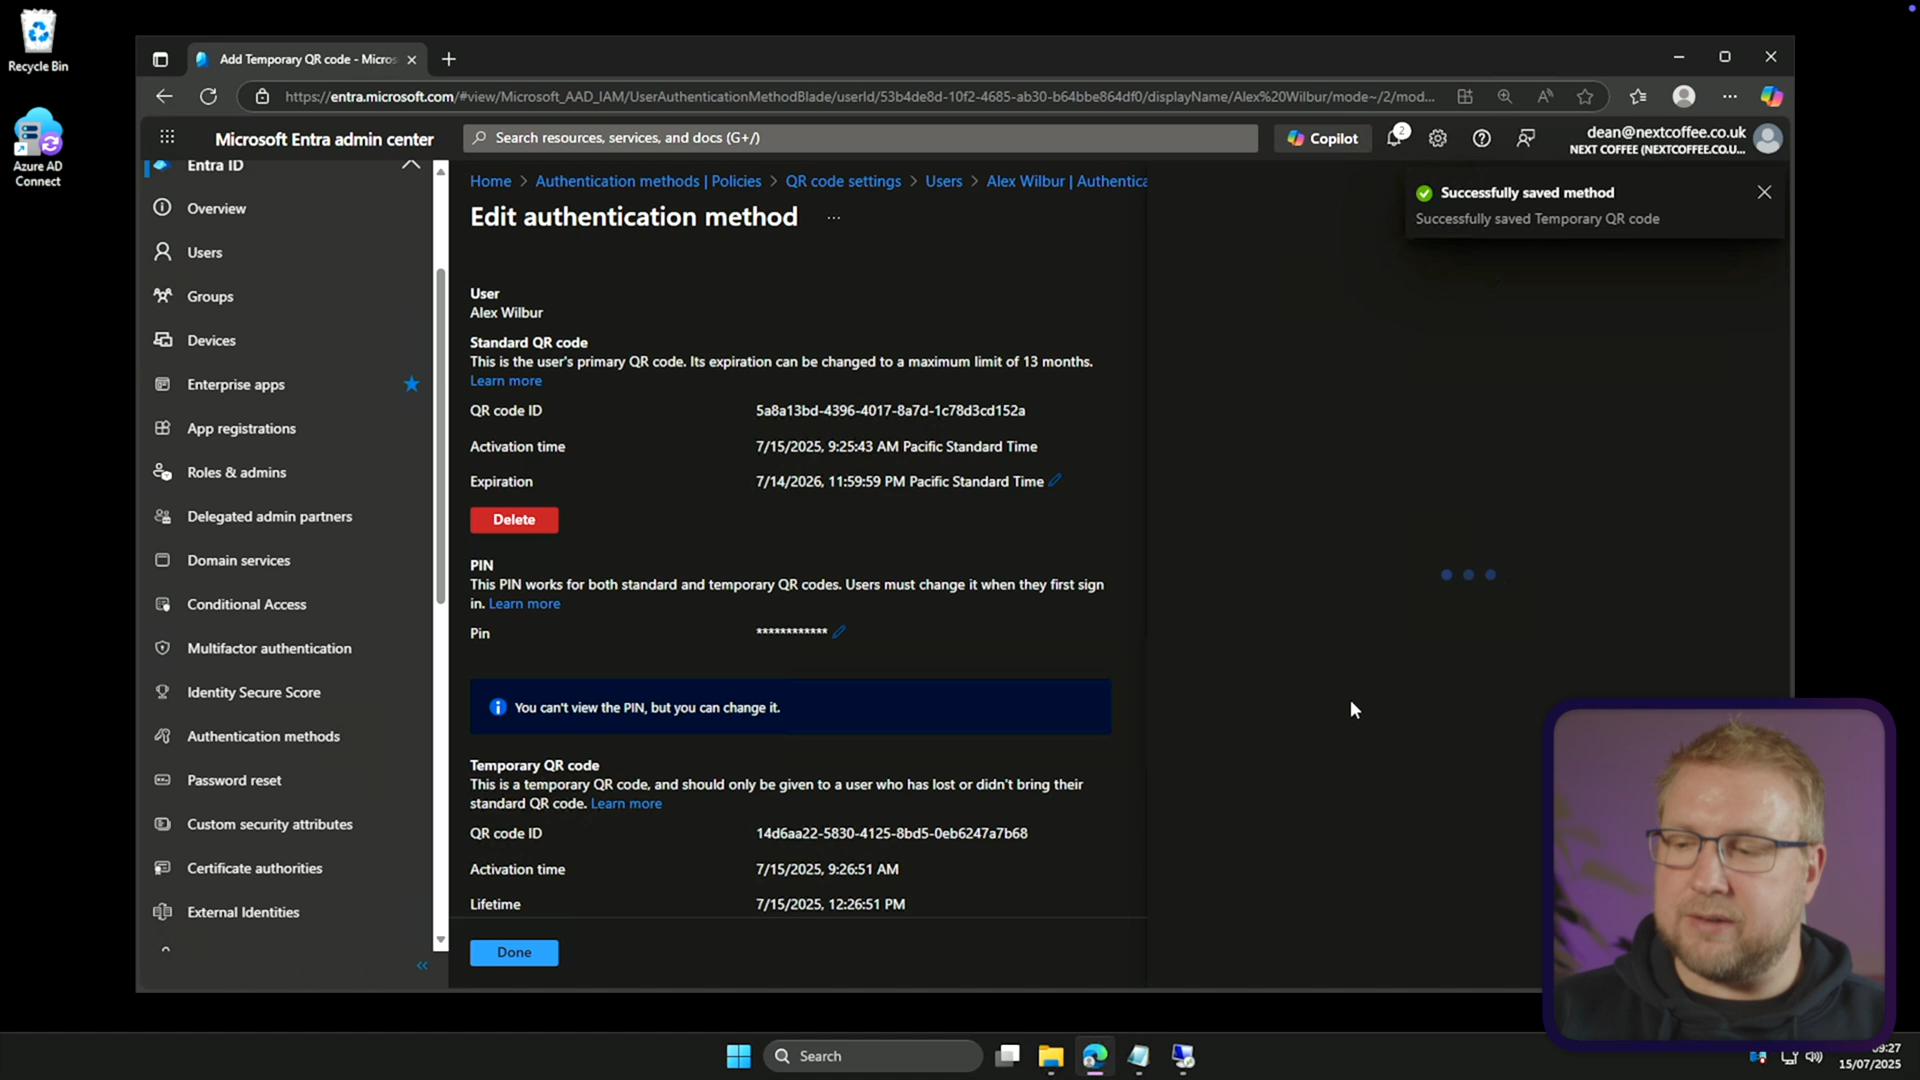 Recycle Bin
Azure AD
Connect
Add Temporary QR code - Micros
https://entra.microsoft.com/#view/Microsoft_AAD_IAM/UserAuthenticationMethodBlade/userId/53b4de8d-10f2-4685-ab30-b64bbe864df0/displayName/Alex%20Wilbur/mode~/2/mod...
Microsoft Entra admin center
Search resources, services, and docs (G+/)
Copilot
2
dean@nextcoffee.co.uk
NEXT COFFEE (NEXTCOFFEE.CO.U...
Entra ID
Overview
Users
Groups
Devices
Enterprise apps
App registrations
Roles & admins
Delegated admin partners
Domain services
Conditional Access
Multifactor authentication
Identity Secure Score
Authentication methods
Password reset
Custom security attributes
Certificate authorities
External Identities
Home > Authentication methods | Policies > QR code settings > Users > Alex Wilbur | Authentica
Edit authentication method ...
User
Alex Wilbur
Standard QR code
This is the user's primary QR code. Its expiration can be changed to a maximum limit of 13 months.
Learn more
QR code ID 5a8a13bd-4396-4017-8a7d-1c78d3cd152a
Activation time 7/15/2025, 9:25:43 AM Pacific Standard Time
Expiration 7/14/2026, 11:59:59 PM Pacific Standard Time
Delete
PIN
This PIN works for both standard and temporary QR codes. Users must change it when they first sign
in. Learn more
Pin ************
You can't view the PIN, but you can change it.
Temporary QR code
This is a temporary QR code, and should only be given to a user who has lost or didn't bring their
standard QR code. Learn more
QR code ID 14d6aa22-5830-4125-8bd5-0eb6247a7b68
Activation time 7/15/2025, 9:26:51 AM
Lifetime 7/15/2025, 12:26:51 PM
Done
Successfully saved method
Successfully saved Temporary QR code
Search
09:27
15/07/2025